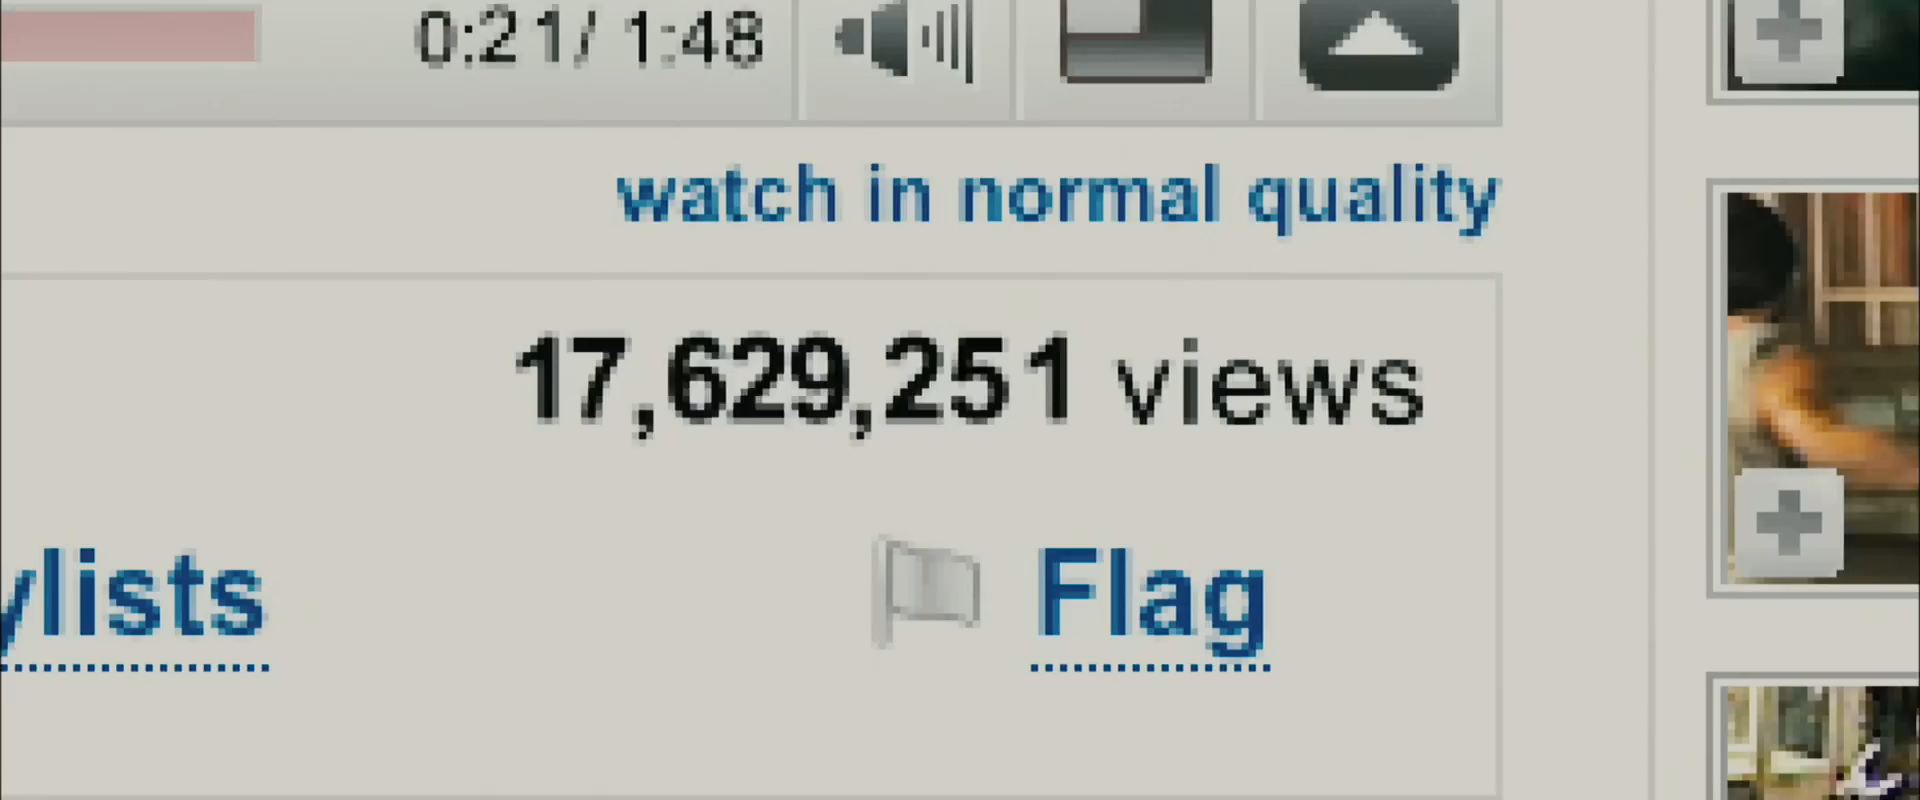 0:21/ 1:48
watch in normal quality
17,629,251 views
ylists
Flag